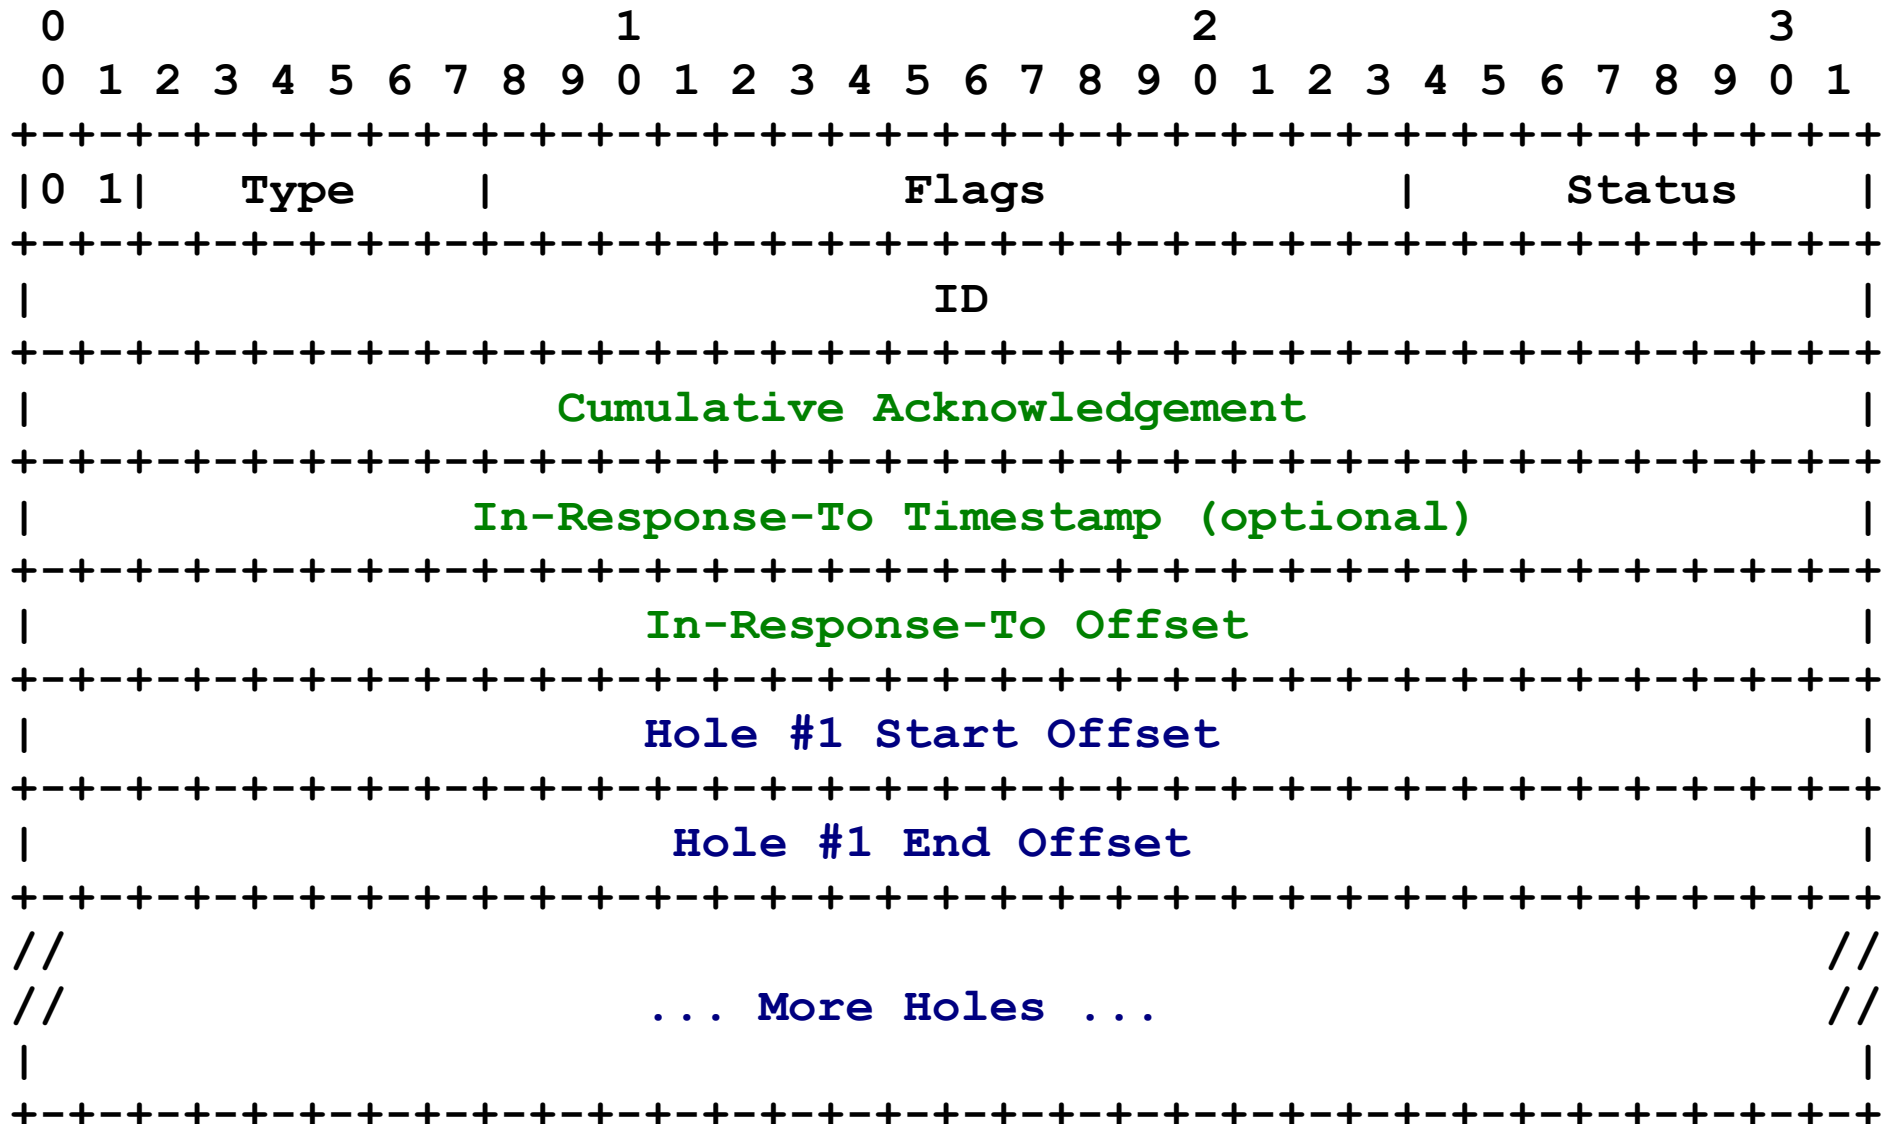 0                   1                   2                   3
 0 1 2 3 4 5 6 7 8 9 0 1 2 3 4 5 6 7 8 9 0 1 2 3 4 5 6 7 8 9 0 1
+-+-+-+-+-+-+-+-+-+-+-+-+-+-+-+-+-+-+-+-+-+-+-+-+-+-+-+-+-+-+-+-+
|0 1|   Type    |              Flags            |     Status    |
+-+-+-+-+-+-+-+-+-+-+-+-+-+-+-+-+-+-+-+-+-+-+-+-+-+-+-+-+-+-+-+-+
|                               ID                              |
+-+-+-+-+-+-+-+-+-+-+-+-+-+-+-+-+-+-+-+-+-+-+-+-+-+-+-+-+-+-+-+-+
|                  Cumulative Acknowledgement                   |
+-+-+-+-+-+-+-+-+-+-+-+-+-+-+-+-+-+-+-+-+-+-+-+-+-+-+-+-+-+-+-+-+
|               In-Response-To Timestamp (optional)             |
+-+-+-+-+-+-+-+-+-+-+-+-+-+-+-+-+-+-+-+-+-+-+-+-+-+-+-+-+-+-+-+-+
|                     In-Response-To Offset                     |
+-+-+-+-+-+-+-+-+-+-+-+-+-+-+-+-+-+-+-+-+-+-+-+-+-+-+-+-+-+-+-+-+
|                     Hole #1 Start Offset                      |
+-+-+-+-+-+-+-+-+-+-+-+-+-+-+-+-+-+-+-+-+-+-+-+-+-+-+-+-+-+-+-+-+
|                      Hole #1 End Offset                       |
+-+-+-+-+-+-+-+-+-+-+-+-+-+-+-+-+-+-+-+-+-+-+-+-+-+-+-+-+-+-+-+-+
//                                                             //
//                    ... More Holes ...                       //
|                                                               |
+-+-+-+-+-+-+-+-+-+-+-+-+-+-+-+-+-+-+-+-+-+-+-+-+-+-+-+-+-+-+-+-+